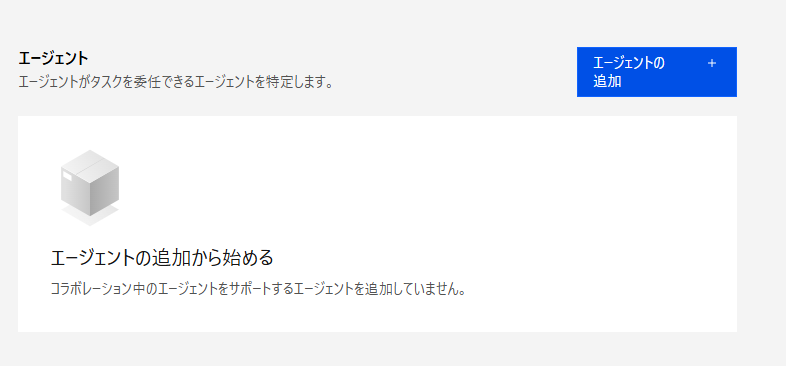 エージェント
エージェントがタスクを委任できるエージェントを特定します。
エージェントの
追加
+
エージェントの追加から始める
コラボレーション中のエージェントをサポートするエージェントを追加していません。